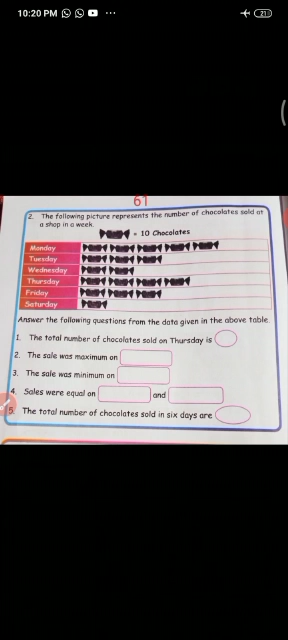 10:20 PM
21
61
2. The following picture represents the number of chocolates sold at
a shop in a week.
= 10 Chocolates
Monday
Tuesday
Wednesday
Thursday
Friday
Saturday
Answer the following questions from the data given in the above table.
1. The total number of chocolates sold on Thursday is
2. The sale was maximum on
3. The sale was minimum on
4. Sales were equal on and
5. The total number of chocolates sold in six days are